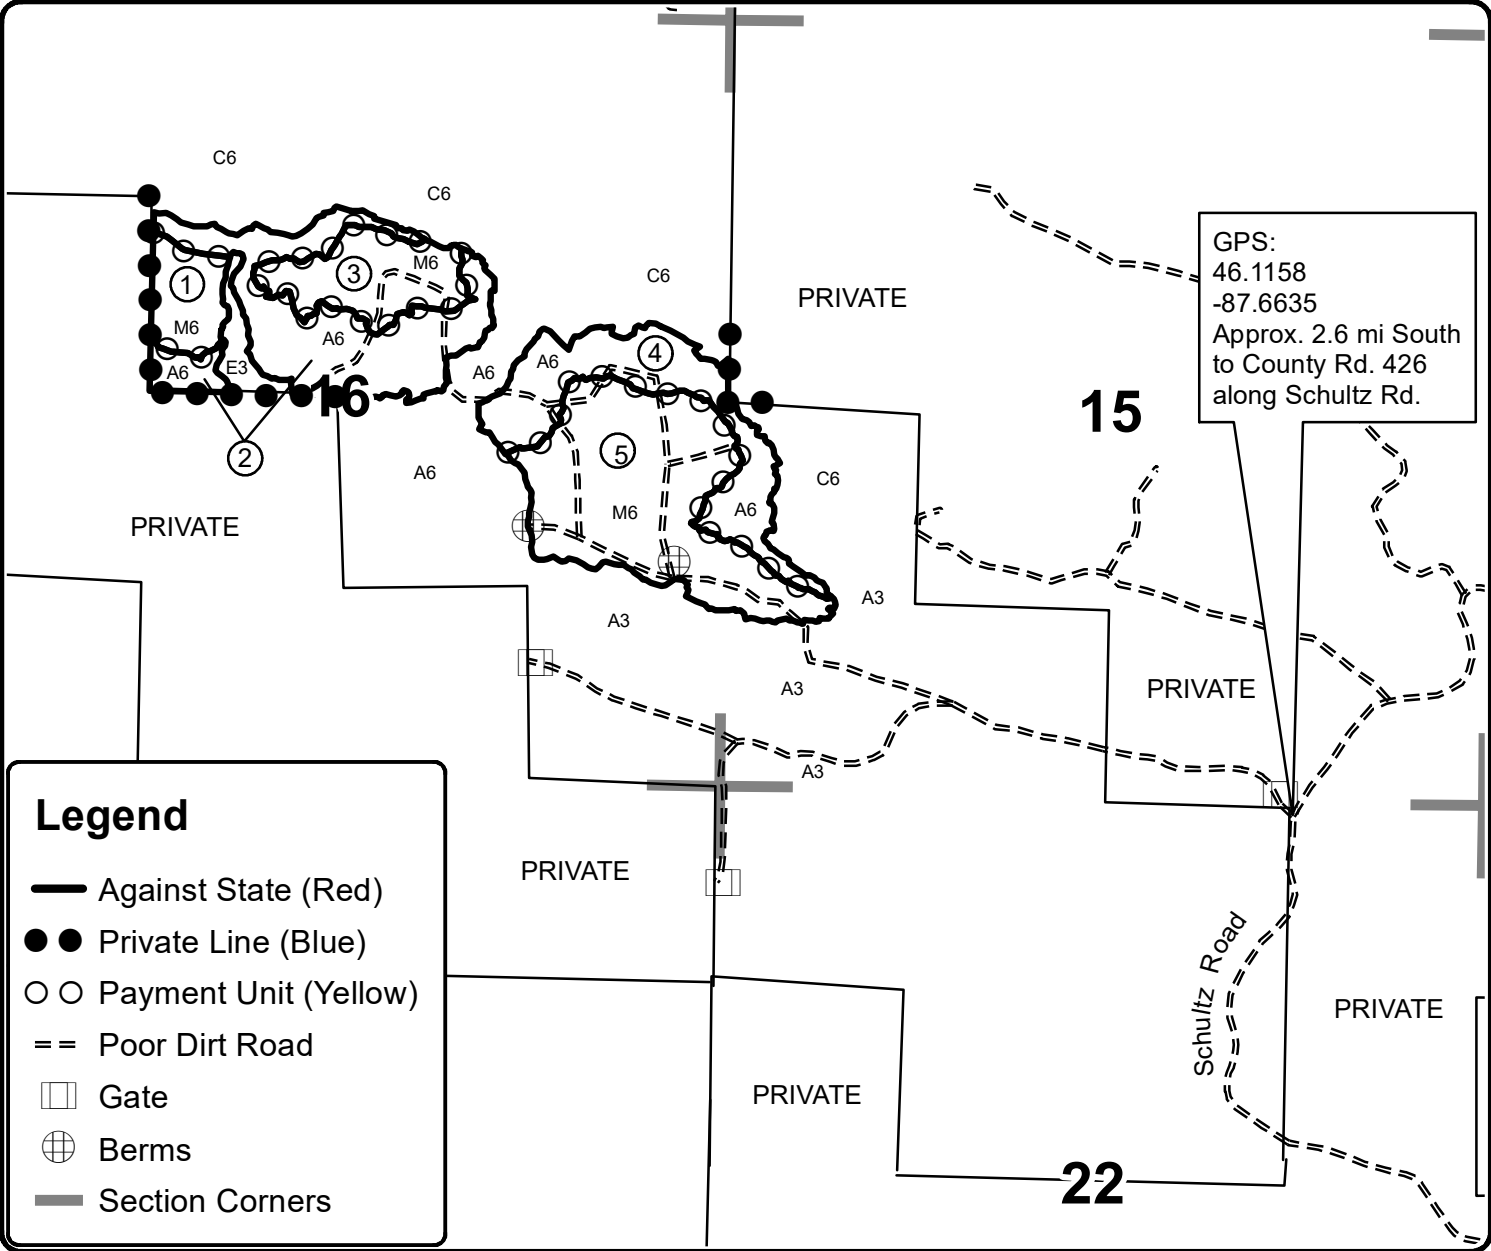 C6
C6
C6
PRIVATE
GPS:
46.1158
-87.6635
Approx. 2.6 mi South
to County Rd. 426
along Schultz Rd.
1
3
M6
M6
A6
4
A6
A6
A6
E3
16
15
2
5
A6
C6
M6
A6
PRIVATE
A3
A3
A3
PRIVATE
A3
PRIVATE
Schultz Road
PRIVATE
PRIVATE
22
Legend
Against State (Red)
Private Line (Blue)
Payment Unit (Yellow)
Poor Dirt Road
Gate
Berms
Section Corners